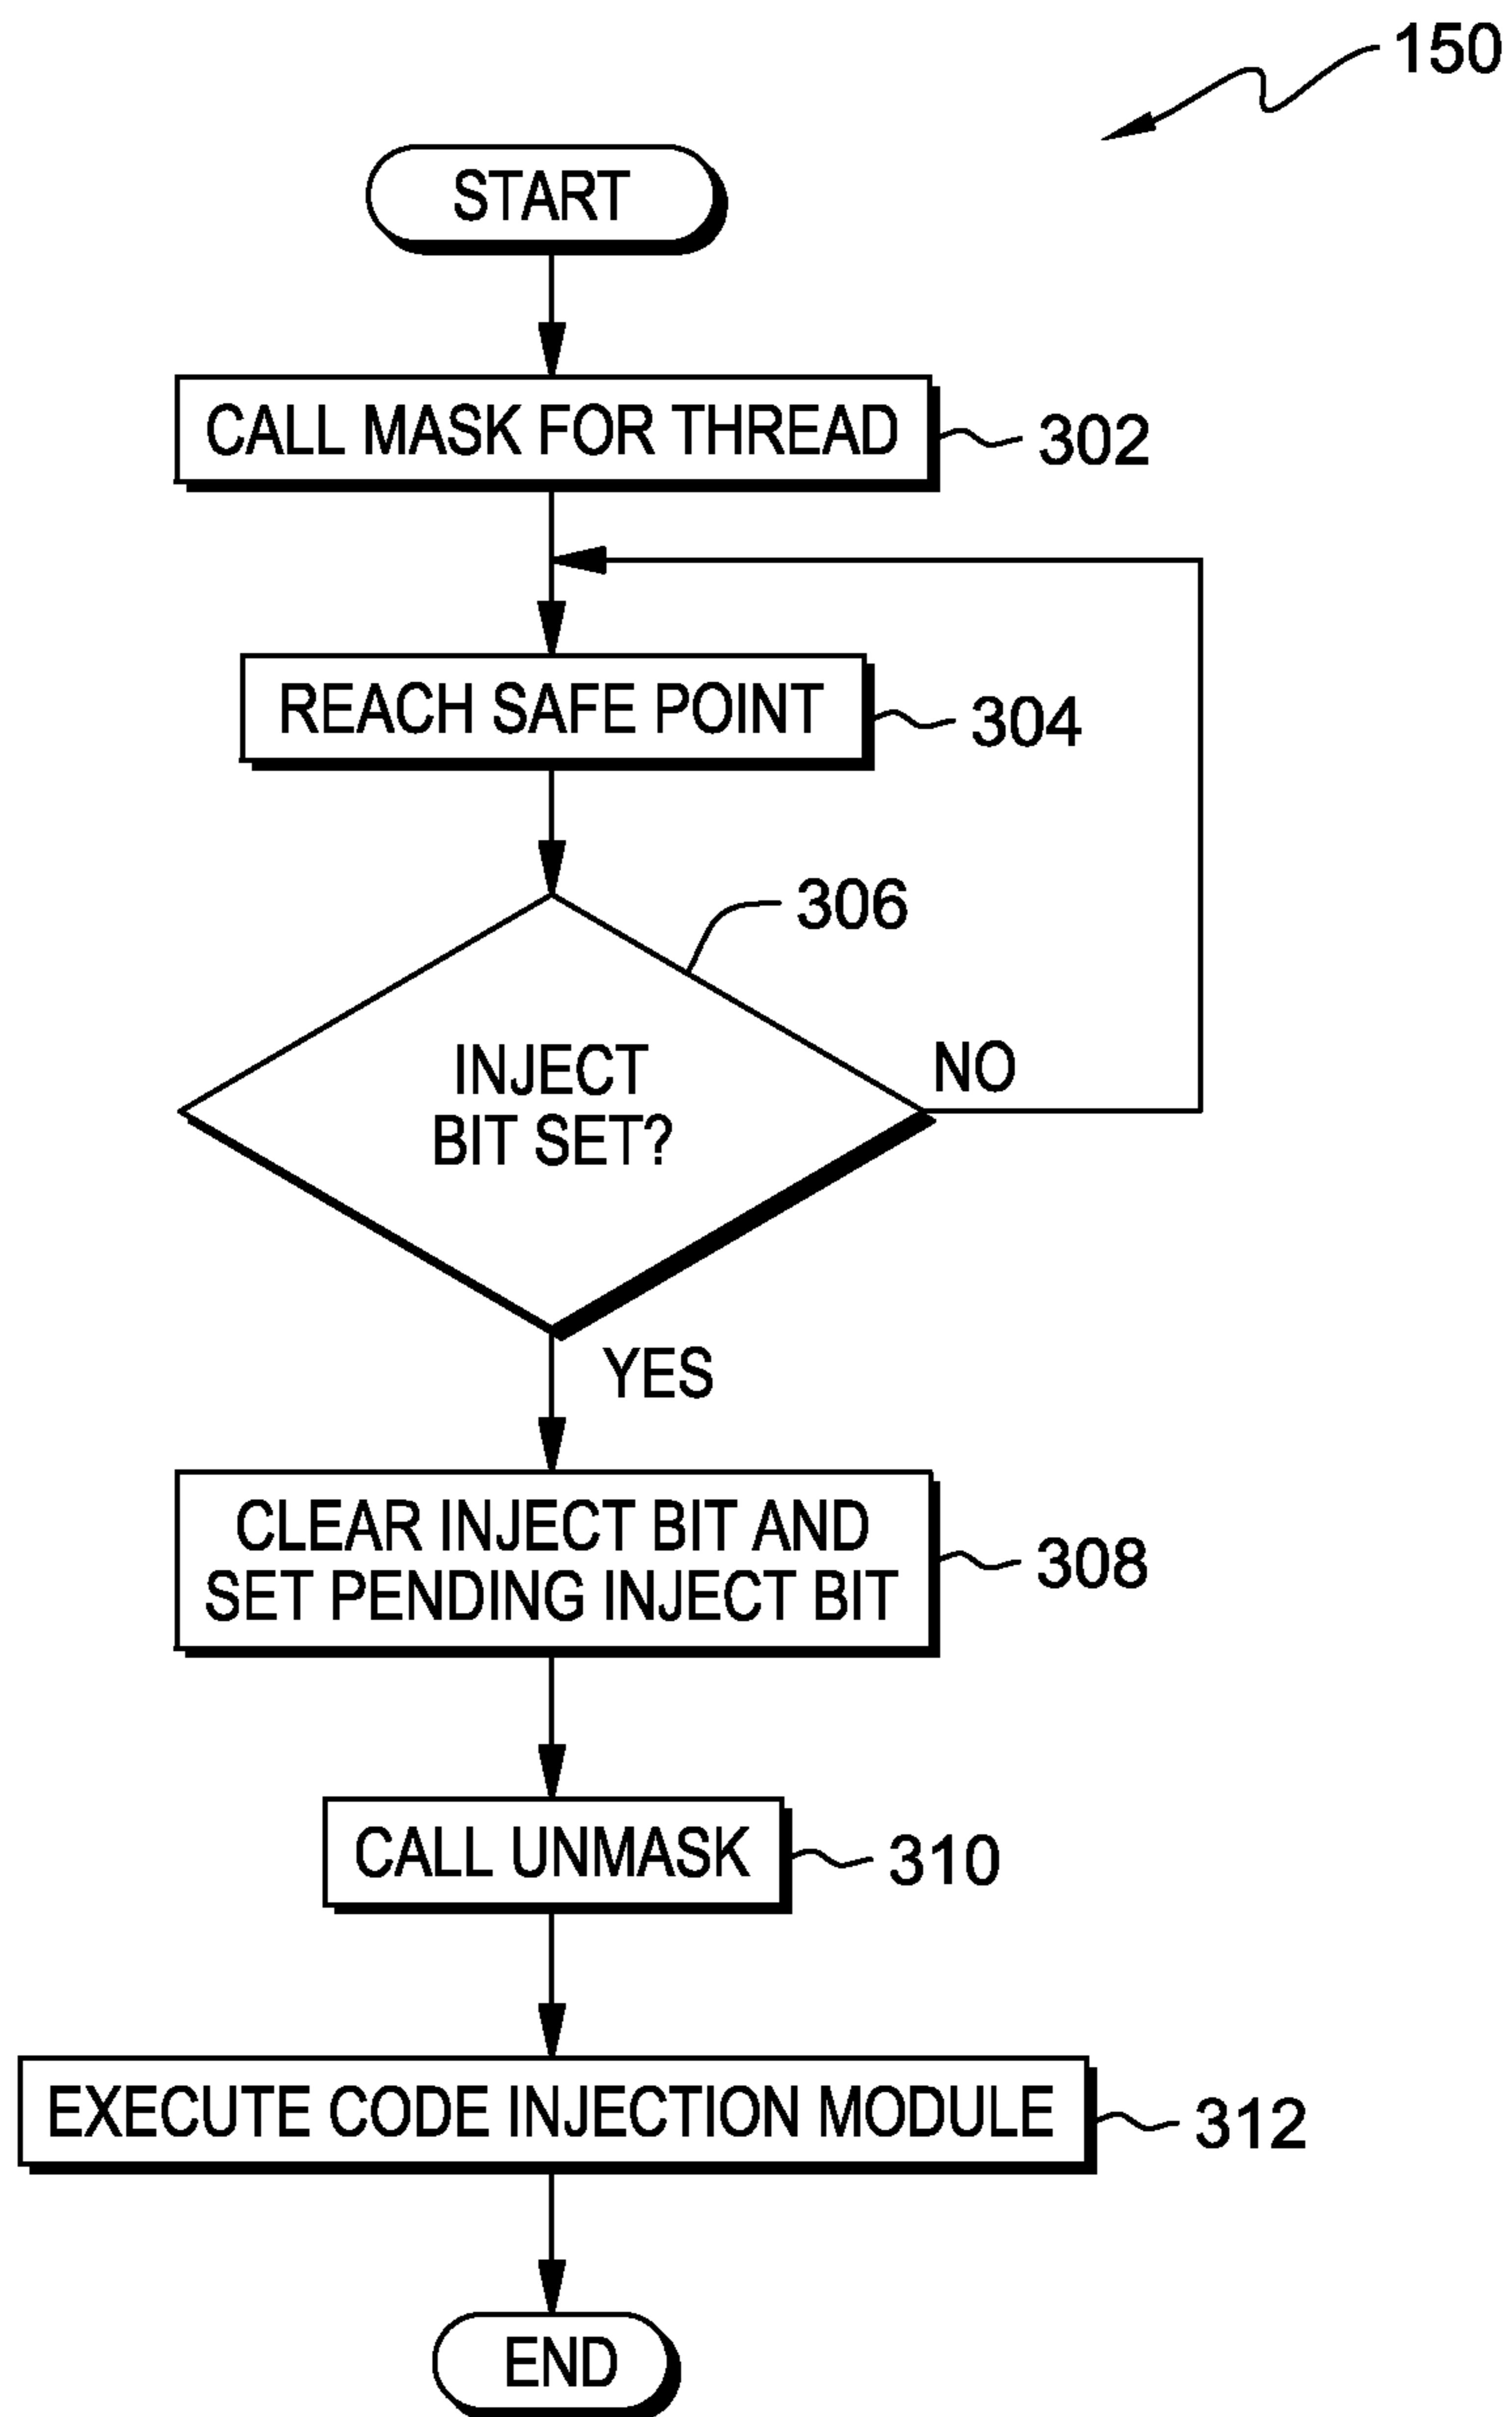 150
START
CALL MASK FOR THREAD
302
REACH SAFE POINT
304
306
INJECT
BIT SET?
NO
YES
CLEAR INJECT BIT AND
SET PENDING INJECT BIT
308
CALL UNMASK
310
EXECUTE CODE INJECTION MODULE
312
END